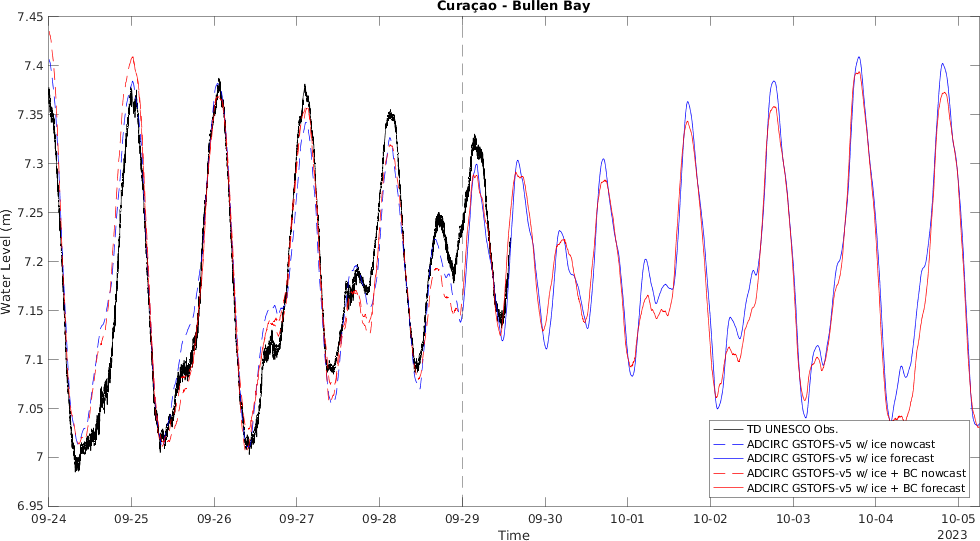 Curaçao - Bullen Bay
7.45
7.4
7.35
7.3
7.25
7.2
7.15
7.1
7.05
7
6.95
Water Level (m)
09-24 09-25 09-26 09-27 09-28 09-29 09-30 10-01 10-02 10-03 10-04 10-05
Time
2023
TD UNESCO Obs.
ADCIRC GSTOFS-v5 w/ ice nowcast
ADCIRC GSTOFS-v5 w/ ice forecast
ADCIRC GSTOFS-v5 w/ ice + BC nowcast
ADCIRC GSTOFS-v5 w/ ice + BC forecast